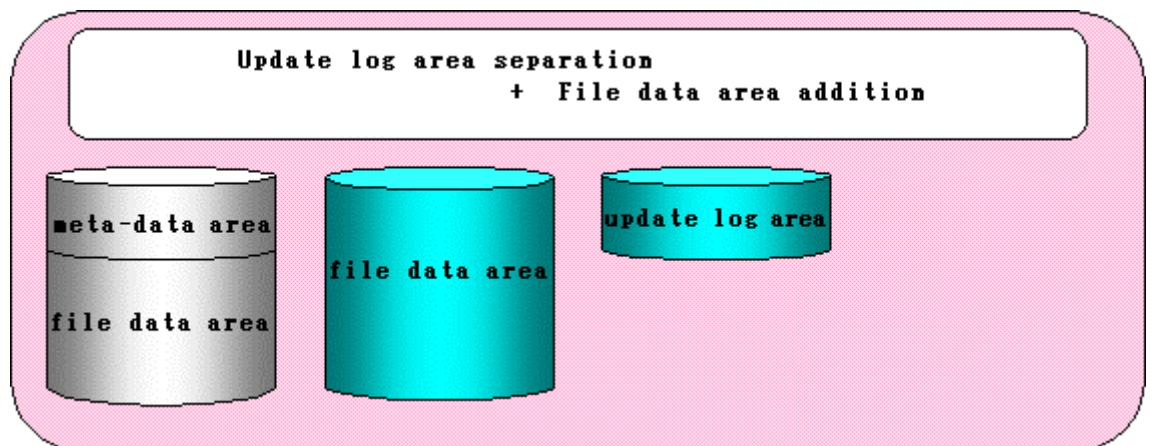 Update log area separation
+ File data area addition
meta-data area
file data area
file data area
update log area